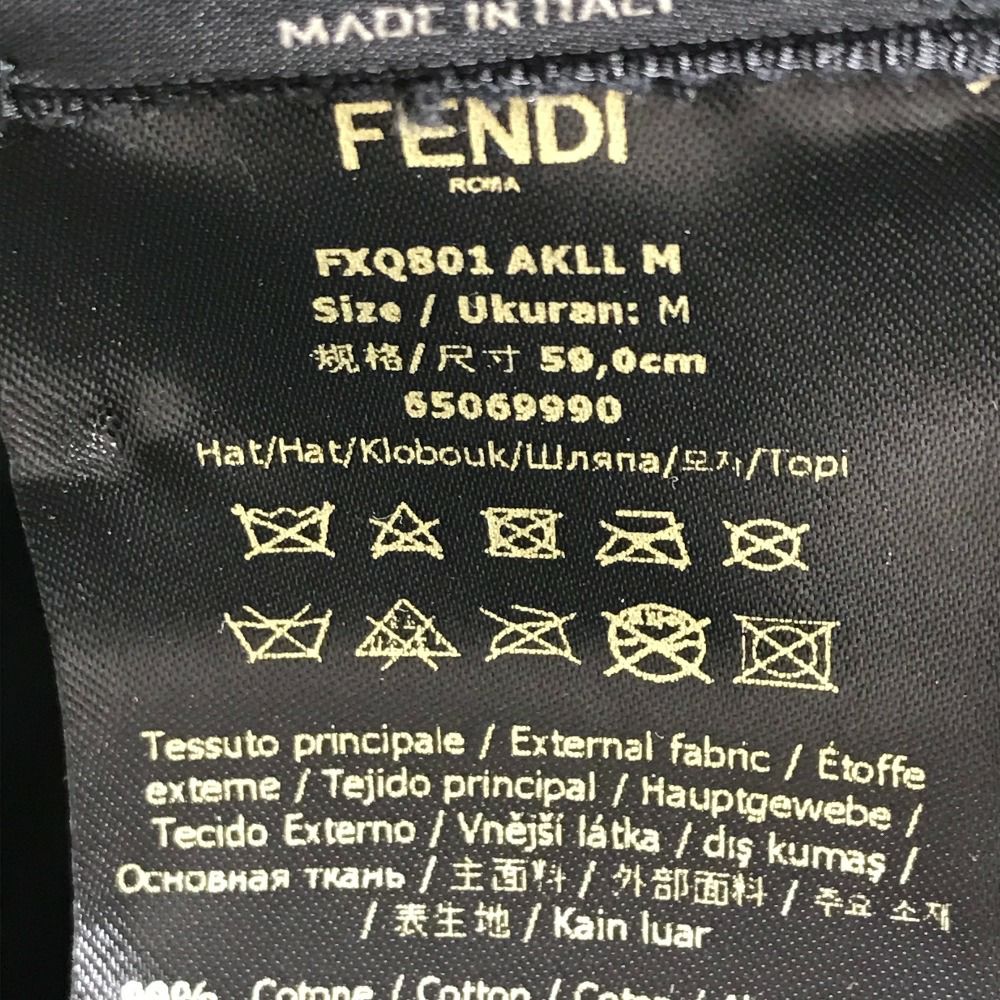 MADE IN ITALY
FENDI
ROMA
FXQ801 AKLL M
Size / Ukuran: M
规格/尺寸 59,0cm
65069990
Hat/Hat/Klobouk/Шляпа/모자/Topi
Tessuto principale / External fabric / Étoffe
externe / Tejido principal / Hauptgewebe /
Tecido Externo / Vnější látka / dış kumaş /
Основная ткань / 主面料 / 外部面料 / 주요 소재
/ 表生地 / Kain luar
Cotone / Cotton /